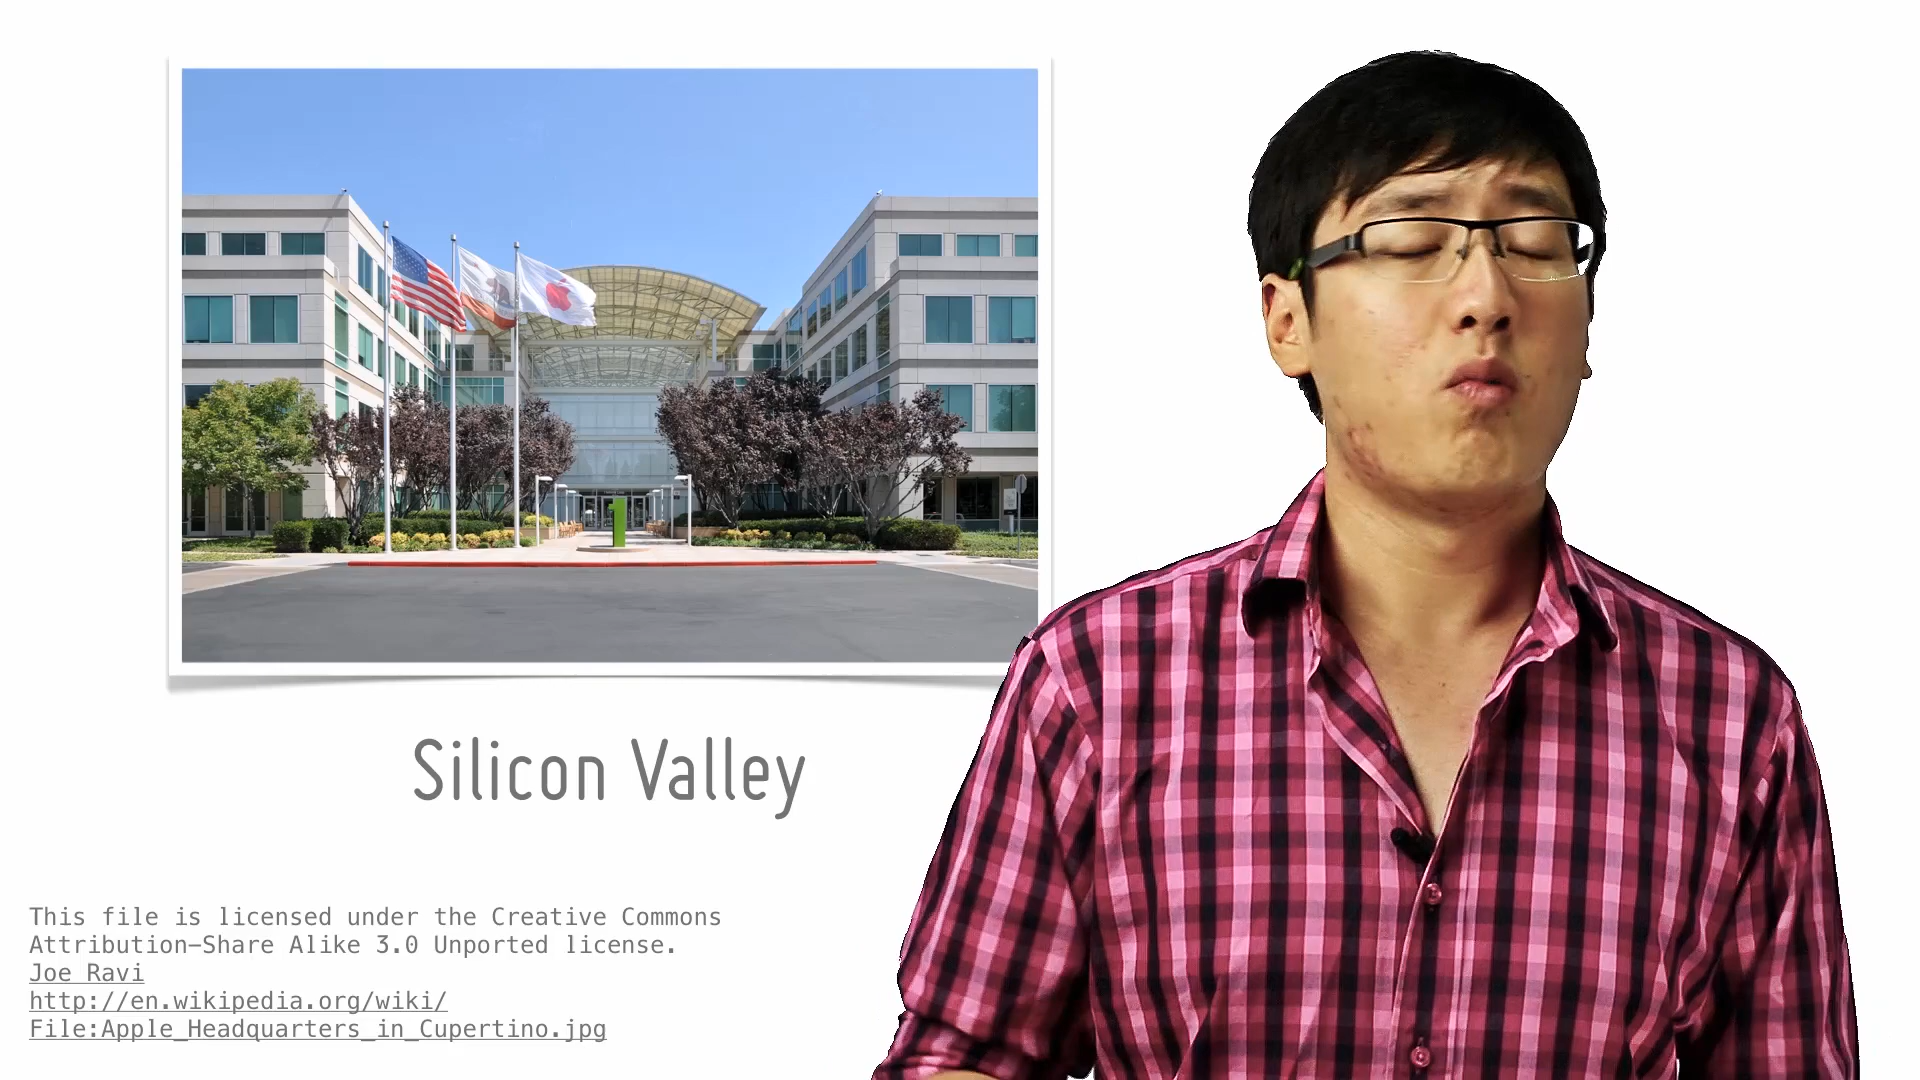 Silicon Valley
This file is licensed under the Creative Commons
Attribution-Share Alike 3.0 Unported license.
Joe Ravi
http://en.wikipedia.org/wiki/
File:Apple_Headquarters_in_Cupertino.jpg
1